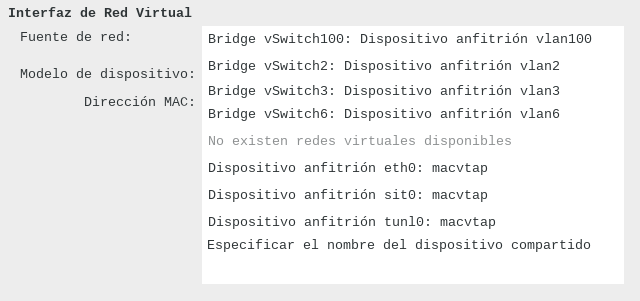 Interfaz de Red Virtual
Fuente de red:
Bridge vSwitch100: Dispositivo anfitrión vlan100
Bridge vSwitch2: Dispositivo anfitrión vlan2
Modelo de dispositivo:
Bridge vSwitch3: Dispositivo anfitrión vlan3
Dirección MAC:
Bridge vSwitch6: Dispositivo anfitrión vlan6
No existen redes virtuales disponibles
Dispositivo anfitrión eth0: macvtap
Dispositivo anfitrión sit0: macvtap
Dispositivo anfitrión tunl0: macvtap
Especificar el nombre del dispositivo compartido